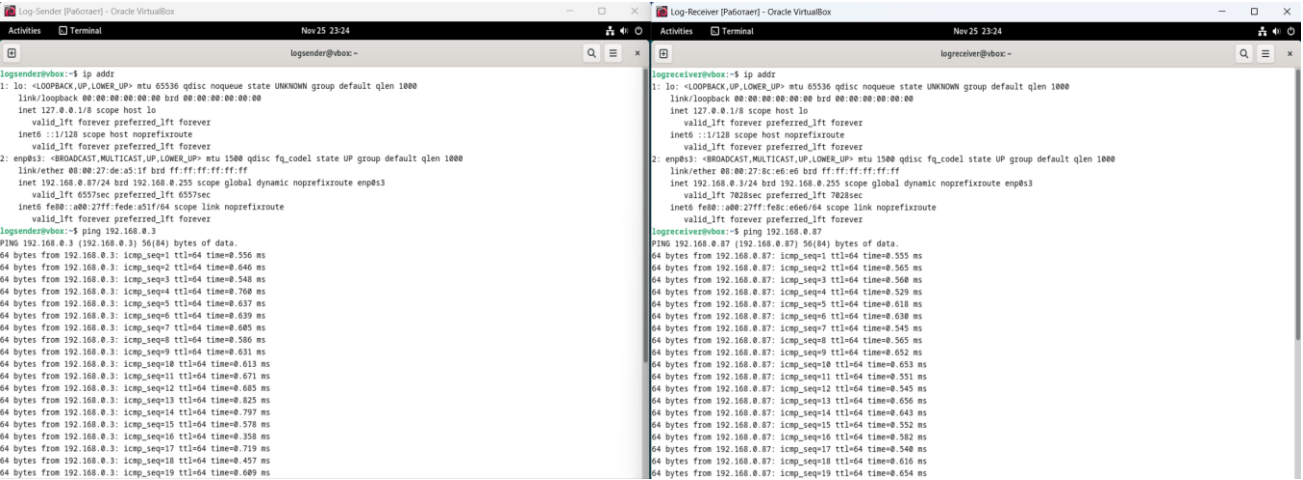 Log-Sender [Работает] - Oracle VirtualBox
Activities Terminal Nov 25 23:24
logsender@vbox: ~
logsender@vbox:~$ ip addr
1: lo: <LOOPBACK,UP,LOWER_UP> mtu 65536 qdisc noqueue state UNKNOWN group default qlen 1000
link/loopback 00:00:00:00:00:00 brd 00:00:00:00:00:00
inet 127.0.0.1/8 scope host lo
valid_lft forever preferred_lft forever
inet6 ::1/128 scope host noprefixroute
valid_lft forever preferred_lft forever
2: enp0s3: <BROADCAST,MULTICAST,UP,LOWER_UP> mtu 1500 qdisc fq_codel state UP group default qlen 1000
link/ether 08:00:27:de:a5:1f brd ff:ff:ff:ff:ff:ff
inet 192.168.0.87/24 brd 192.168.0.255 scope global dynamic noprefixroute enp0s3
valid_lft 6557sec preferred_lft 6557sec
inet6 fe80::a00:27ff:fede:a51f/64 scope link noprefixroute
valid_lft forever preferred_lft forever
logsender@vbox:~$ ping 192.168.0.3
PING 192.168.0.3 (192.168.0.3) 56(84) bytes of data.
64 bytes from 192.168.0.3: icmp_seq=1 ttl=64 time=0.556 ms
64 bytes from 192.168.0.3: icmp_seq=2 ttl=64 time=0.646 ms
64 bytes from 192.168.0.3: icmp_seq=3 ttl=64 time=0.548 ms
64 bytes from 192.168.0.3: icmp_seq=4 ttl=64 time=0.760 ms
64 bytes from 192.168.0.3: icmp_seq=5 ttl=64 time=0.637 ms
64 bytes from 192.168.0.3: icmp_seq=6 ttl=64 time=0.639 ms
64 bytes from 192.168.0.3: icmp_seq=7 ttl=64 time=0.605 ms
64 bytes from 192.168.0.3: icmp_seq=8 ttl=64 time=0.586 ms
64 bytes from 192.168.0.3: icmp_seq=9 ttl=64 time=0.631 ms
64 bytes from 192.168.0.3: icmp_seq=10 ttl=64 time=0.613 ms
64 bytes from 192.168.0.3: icmp_seq=11 ttl=64 time=0.671 ms
64 bytes from 192.168.0.3: icmp_seq=12 ttl=64 time=0.685 ms
64 bytes from 192.168.0.3: icmp_seq=13 ttl=64 time=0.825 ms
64 bytes from 192.168.0.3: icmp_seq=14 ttl=64 time=0.797 ms
64 bytes from 192.168.0.3: icmp_seq=15 ttl=64 time=0.578 ms
64 bytes from 192.168.0.3: icmp_seq=16 ttl=64 time=0.358 ms
64 bytes from 192.168.0.3: icmp_seq=17 ttl=64 time=0.719 ms
64 bytes from 192.168.0.3: icmp_seq=18 ttl=64 time=0.457 ms
64 bytes from 192.168.0.3: icmp_seq=19 ttl=64 time=0.609 ms
Log-Receiver [Работает] - Oracle VirtualBox
Activities Terminal Nov 25 23:24
logreceiver@vbox: ~
logreceiver@vbox:~$ ip addr
1: lo: <LOOPBACK,UP,LOWER_UP> mtu 65536 qdisc noqueue state UNKNOWN group default qlen 1000
link/loopback 00:00:00:00:00:00 brd 00:00:00:00:00:00
inet 127.0.0.1/8 scope host lo
valid_lft forever preferred_lft forever
inet6 ::1/128 scope host noprefixroute
valid_lft forever preferred_lft forever
2: enp0s3: <BROADCAST,MULTICAST,UP,LOWER_UP> mtu 1500 qdisc fq_codel state UP group default qlen 1000
link/ether 08:00:27:8c:e6:e6 brd ff:ff:ff:ff:ff:ff
inet 192.168.0.3/24 brd 192.168.0.255 scope global dynamic noprefixroute enp0s3
valid_lft 7028sec preferred_lft 7028sec
inet6 fe80::a00:27ff:fe8c:e6e6/64 scope link noprefixroute
valid_lft forever preferred_lft forever
logreceiver@vbox:~$ ping 192.168.0.87
PING 192.168.0.87 (192.168.0.87) 56(84) bytes of data.
64 bytes from 192.168.0.87: icmp_seq=1 ttl=64 time=0.555 ms
64 bytes from 192.168.0.87: icmp_seq=2 ttl=64 time=0.565 ms
64 bytes from 192.168.0.87: icmp_seq=3 ttl=64 time=0.560 ms
64 bytes from 192.168.0.87: icmp_seq=4 ttl=64 time=0.529 ms
64 bytes from 192.168.0.87: icmp_seq=5 ttl=64 time=0.618 ms
64 bytes from 192.168.0.87: icmp_seq=6 ttl=64 time=0.630 ms
64 bytes from 192.168.0.87: icmp_seq=7 ttl=64 time=0.545 ms
64 bytes from 192.168.0.87: icmp_seq=8 ttl=64 time=0.565 ms
64 bytes from 192.168.0.87: icmp_seq=9 ttl=64 time=0.652 ms
64 bytes from 192.168.0.87: icmp_seq=10 ttl=64 time=0.653 ms
64 bytes from 192.168.0.87: icmp_seq=11 ttl=64 time=0.551 ms
64 bytes from 192.168.0.87: icmp_seq=12 ttl=64 time=0.545 ms
64 bytes from 192.168.0.87: icmp_seq=13 ttl=64 time=0.656 ms
64 bytes from 192.168.0.87: icmp_seq=14 ttl=64 time=0.643 ms
64 bytes from 192.168.0.87: icmp_seq=15 ttl=64 time=0.552 ms
64 bytes from 192.168.0.87: icmp_seq=16 ttl=64 time=0.582 ms
64 bytes from 192.168.0.87: icmp_seq=17 ttl=64 time=0.540 ms
64 bytes from 192.168.0.87: icmp_seq=18 ttl=64 time=0.616 ms
64 bytes from 192.168.0.87: icmp_seq=19 ttl=64 time=0.654 ms